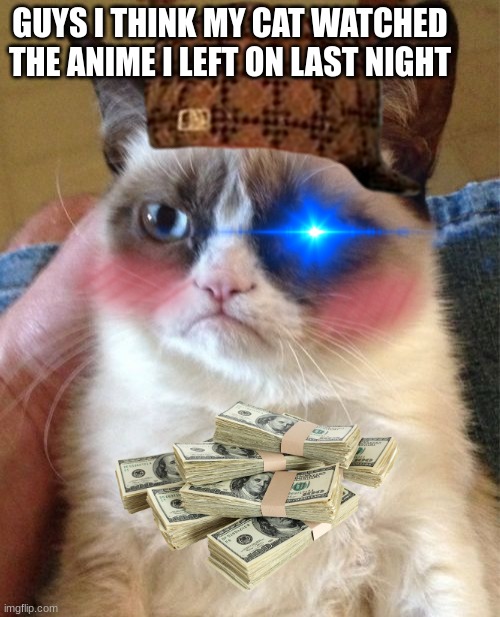 GUYS I THINK MY CAT WATCHED
THE ANIME I LEFT ON LAST NIGHT
imgflip.com